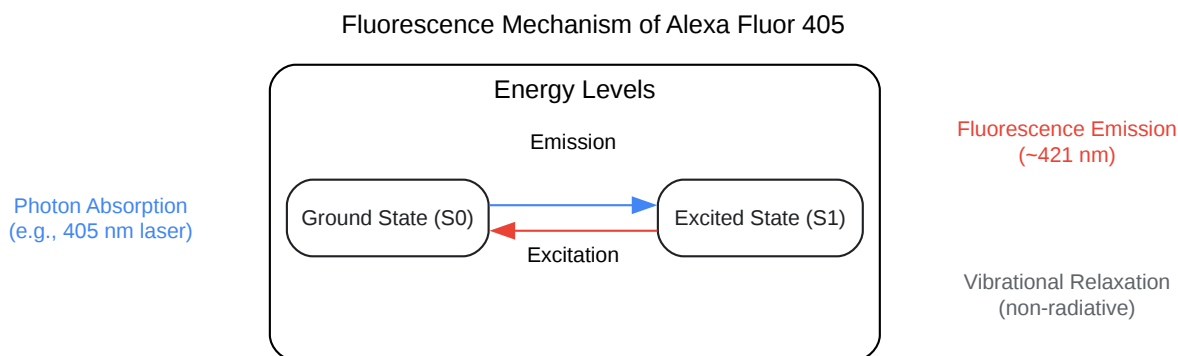 Fluorescence Mechanism of Alexa Fluor 405
Energy Levels
Emission
Fluorescence Emission
(~421 nm)
Photon Absorption
(e.g., 405 nm laser)
Ground State (S0)
Excited State (S1)
Excitation
Vibrational Relaxation
(non-radiative)